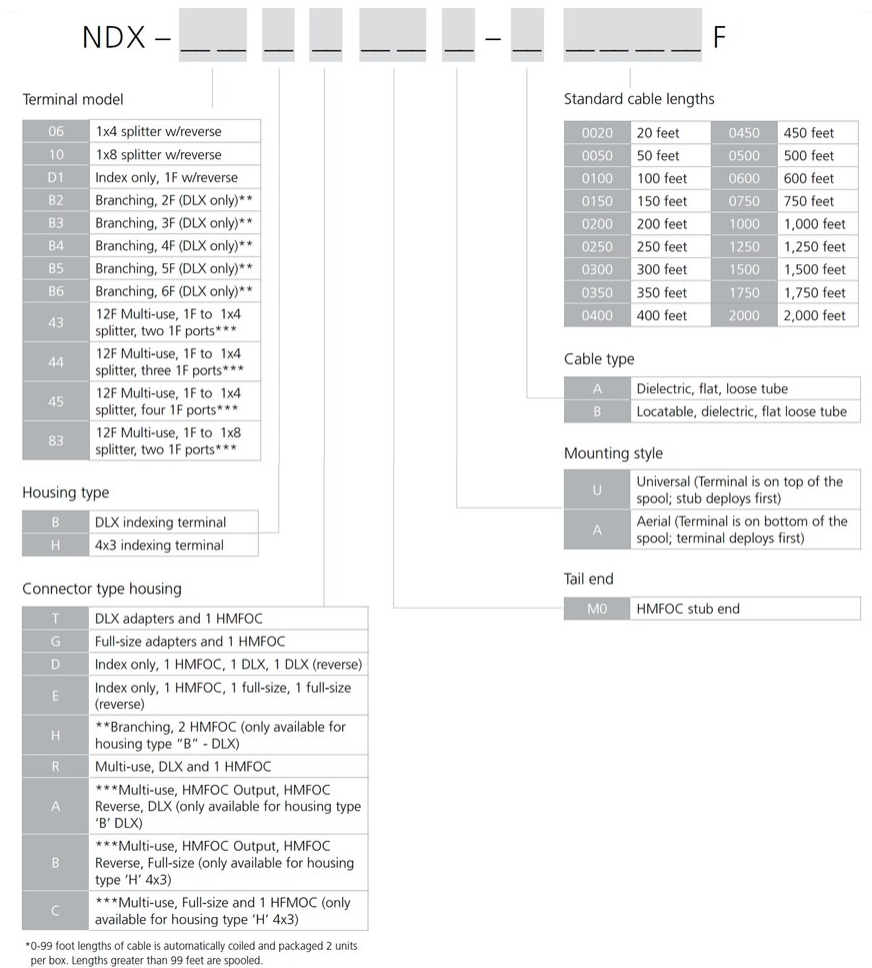 NDX – __ __ __ __ __ __ __ – __ __ __ __ __ F
Terminal model
06 1x4 splitter w/reverse
10 1x8 splitter w/reverse
D1 Index only, 1F w/reverse
B2 Branching, 2F (DLX only)**
B3 Branching, 3F (DLX only)**
B4 Branching, 4F (DLX only)**
B5 Branching, 5F (DLX only)**
B6 Branching, 6F (DLX only)**
43 12F Multi-use, 1F to 1x4
splitter, two 1F ports***
44 12F Multi-use, 1F to 1x4
splitter, three 1F ports***
45 12F Multi-use, 1F to 1x4
splitter, four 1F ports***
83 12F Multi-use, 1F to 1x8
splitter, two 1F ports***
Housing type
B DLX indexing terminal
H 4x3 indexing terminal
Connector type housing
T DLX adapters and 1 HMFOC
G Full-size adapters and 1 HMFOC
D Index only, 1 HMFOC, 1 DLX, 1 DLX (reverse)
E Index only, 1 HMFOC, 1 full-size, 1 full-size
(reverse)
H **Branching, 2 HMFOC (only available for
housing type "B" - DLX)
R Multi-use, DLX and 1 HMFOC
A ***Multi-use, HMFOC Output, HMFOC
Reverse, DLX (only available for housing type
'B' DLX)
B ***Multi-use, HMFOC Output, HMFOC
Reverse, Full-size (only available for housing
type 'H' 4x3)
C ***Multi-use, Full-size and 1 HFMOC (only
available for housing type 'H' 4x3)
*0-99 foot lengths of cable is automatically coiled and packaged 2 units
per box. Lengths greater than 99 feet are spooled.
Standard cable lengths
0020 20 feet 0450 450 feet
0050 50 feet 0500 500 feet
0100 100 feet 0600 600 feet
0150 150 feet 0750 750 feet
0200 200 feet 1000 1,000 feet
0250 250 feet 1250 1,250 feet
0300 300 feet 1500 1,500 feet
0350 350 feet 1750 1,750 feet
0400 400 feet 2000 2,000 feet
Cable type
A Dielectric, flat, loose tube
B Locatable, dielectric, flat loose tube
Mounting style
U Universal (Terminal is on top of the
spool; stub deploys first)
A Aerial (Terminal is on bottom of the
spool; terminal deploys first)
Tail end
M0 HMFOC stub end